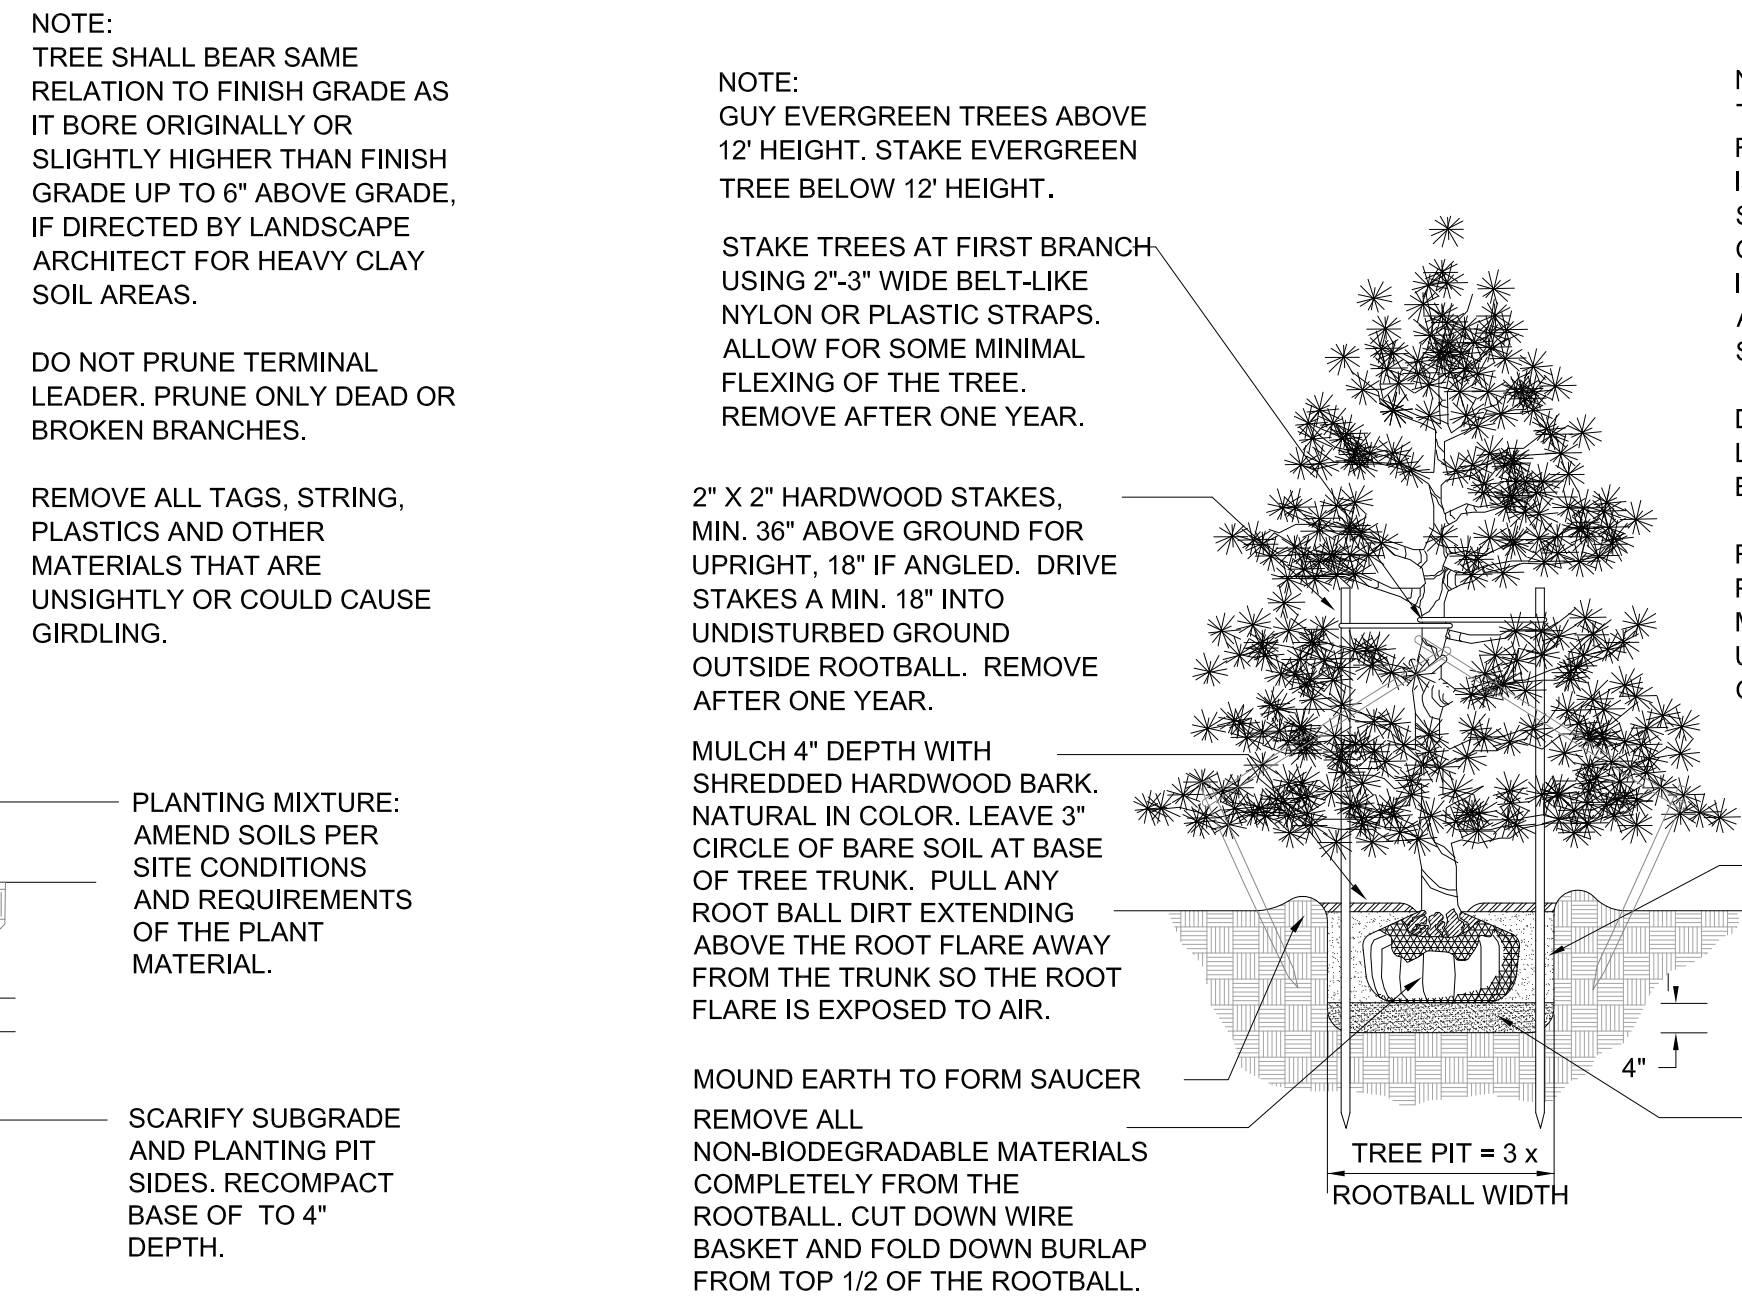 NOTE:
TREE SHALL BEAR SAME
RELATION TO FINISH GRADE AS
IT BORE ORIGINALLY OR
SLIGHTLY HIGHER THAN FINISH
GRADE UP TO 6" ABOVE GRADE,
IF DIRECTED BY LANDSCAPE
ARCHITECT FOR HEAVY CLAY
SOIL AREAS.
DO NOT PRUNE TERMINAL
LEADER. PRUNE ONLY DEAD OR
BROKEN BRANCHES.
REMOVE ALL TAGS, STRING,
PLASTICS AND OTHER
MATERIALS THAT ARE
UNSIGHTLY OR COULD CAUSE
GIRDLING.
PLANTING MIXTURE:
AMEND SOILS PER
SITE CONDITIONS
AND REQUIREMENTS
OF THE PLANT
MATERIAL.
SCARIFY SUBGRADE
AND PLANTING PIT
SIDES. RECOMPACT
BASE OF TO 4"
DEPTH.
NOTE:
GUY EVERGREEN TREES ABOVE
12' HEIGHT. STAKE EVERGREEN
TREE BELOW 12' HEIGHT.
STAKE TREES AT FIRST BRANCH
USING 2"-3" WIDE BELT-LIKE
NYLON OR PLASTIC STRAPS.
ALLOW FOR SOME MINIMAL
FLEXING OF THE TREE.
REMOVE AFTER ONE YEAR.
2" X 2" HARDWOOD STAKES,
MIN. 36" ABOVE GROUND FOR
UPRIGHT, 18" IF ANGLED. DRIVE
STAKES A MIN. 18" INTO
UNDISTURBED GROUND
OUTSIDE ROOTBALL. REMOVE
AFTER ONE YEAR.
MULCH 4" DEPTH WITH
SHREDDED HARDWOOD BARK.
NATURAL IN COLOR. LEAVE 3"
CIRCLE OF BARE SOIL AT BASE
OF TREE TRUNK. PULL ANY
ROOT BALL DIRT EXTENDING
ABOVE THE ROOT FLARE AWAY
FROM THE TRUNK SO THE ROOT
FLARE IS EXPOSED TO AIR.
MOUND EARTH TO FORM SAUCER
REMOVE ALL
NON-BIODEGRADABLE MATERIALS
COMPLETELY FROM THE
ROOTBALL. CUT DOWN WIRE
BASKET AND FOLD DOWN BURLAP
FROM TOP 1/2 OF THE ROOTBALL.
4"
TREE PIT = 3 x
ROOTBALL WIDTH